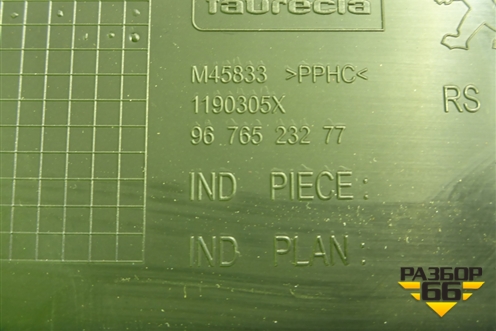 faurecia
M45833 >PPHC<
1190305X
RS
96 765 232 77
IND PIECE:
IND PLAN:
РАЗБОР
66